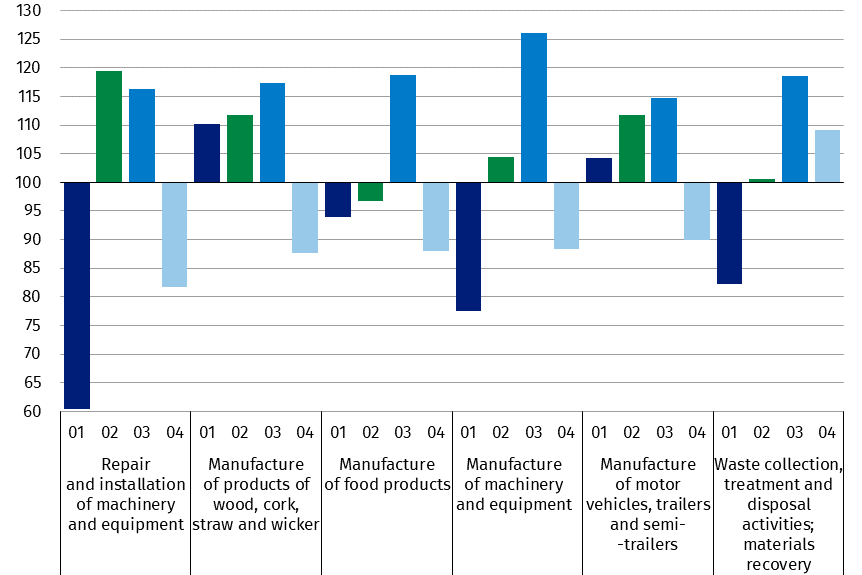 130
125
120
115
110
105
100
95
90
85
80
75
70
65
60
01 02 03 04 01 02 03 04 01 02 03 04 01 02 03 04 01 02 03 04 01 02 03 04
Repair
and installation
of machinery
and equipment
Manufacture
of products of
wood, cork,
straw and wicker
Manufacture
of food products
Manufacture
of machinery
and equipment
Manufacture
of motor
vehicles, trailers
and semi-
-trailers
Waste collection,
treatment and
disposal
activities;
materials
recovery